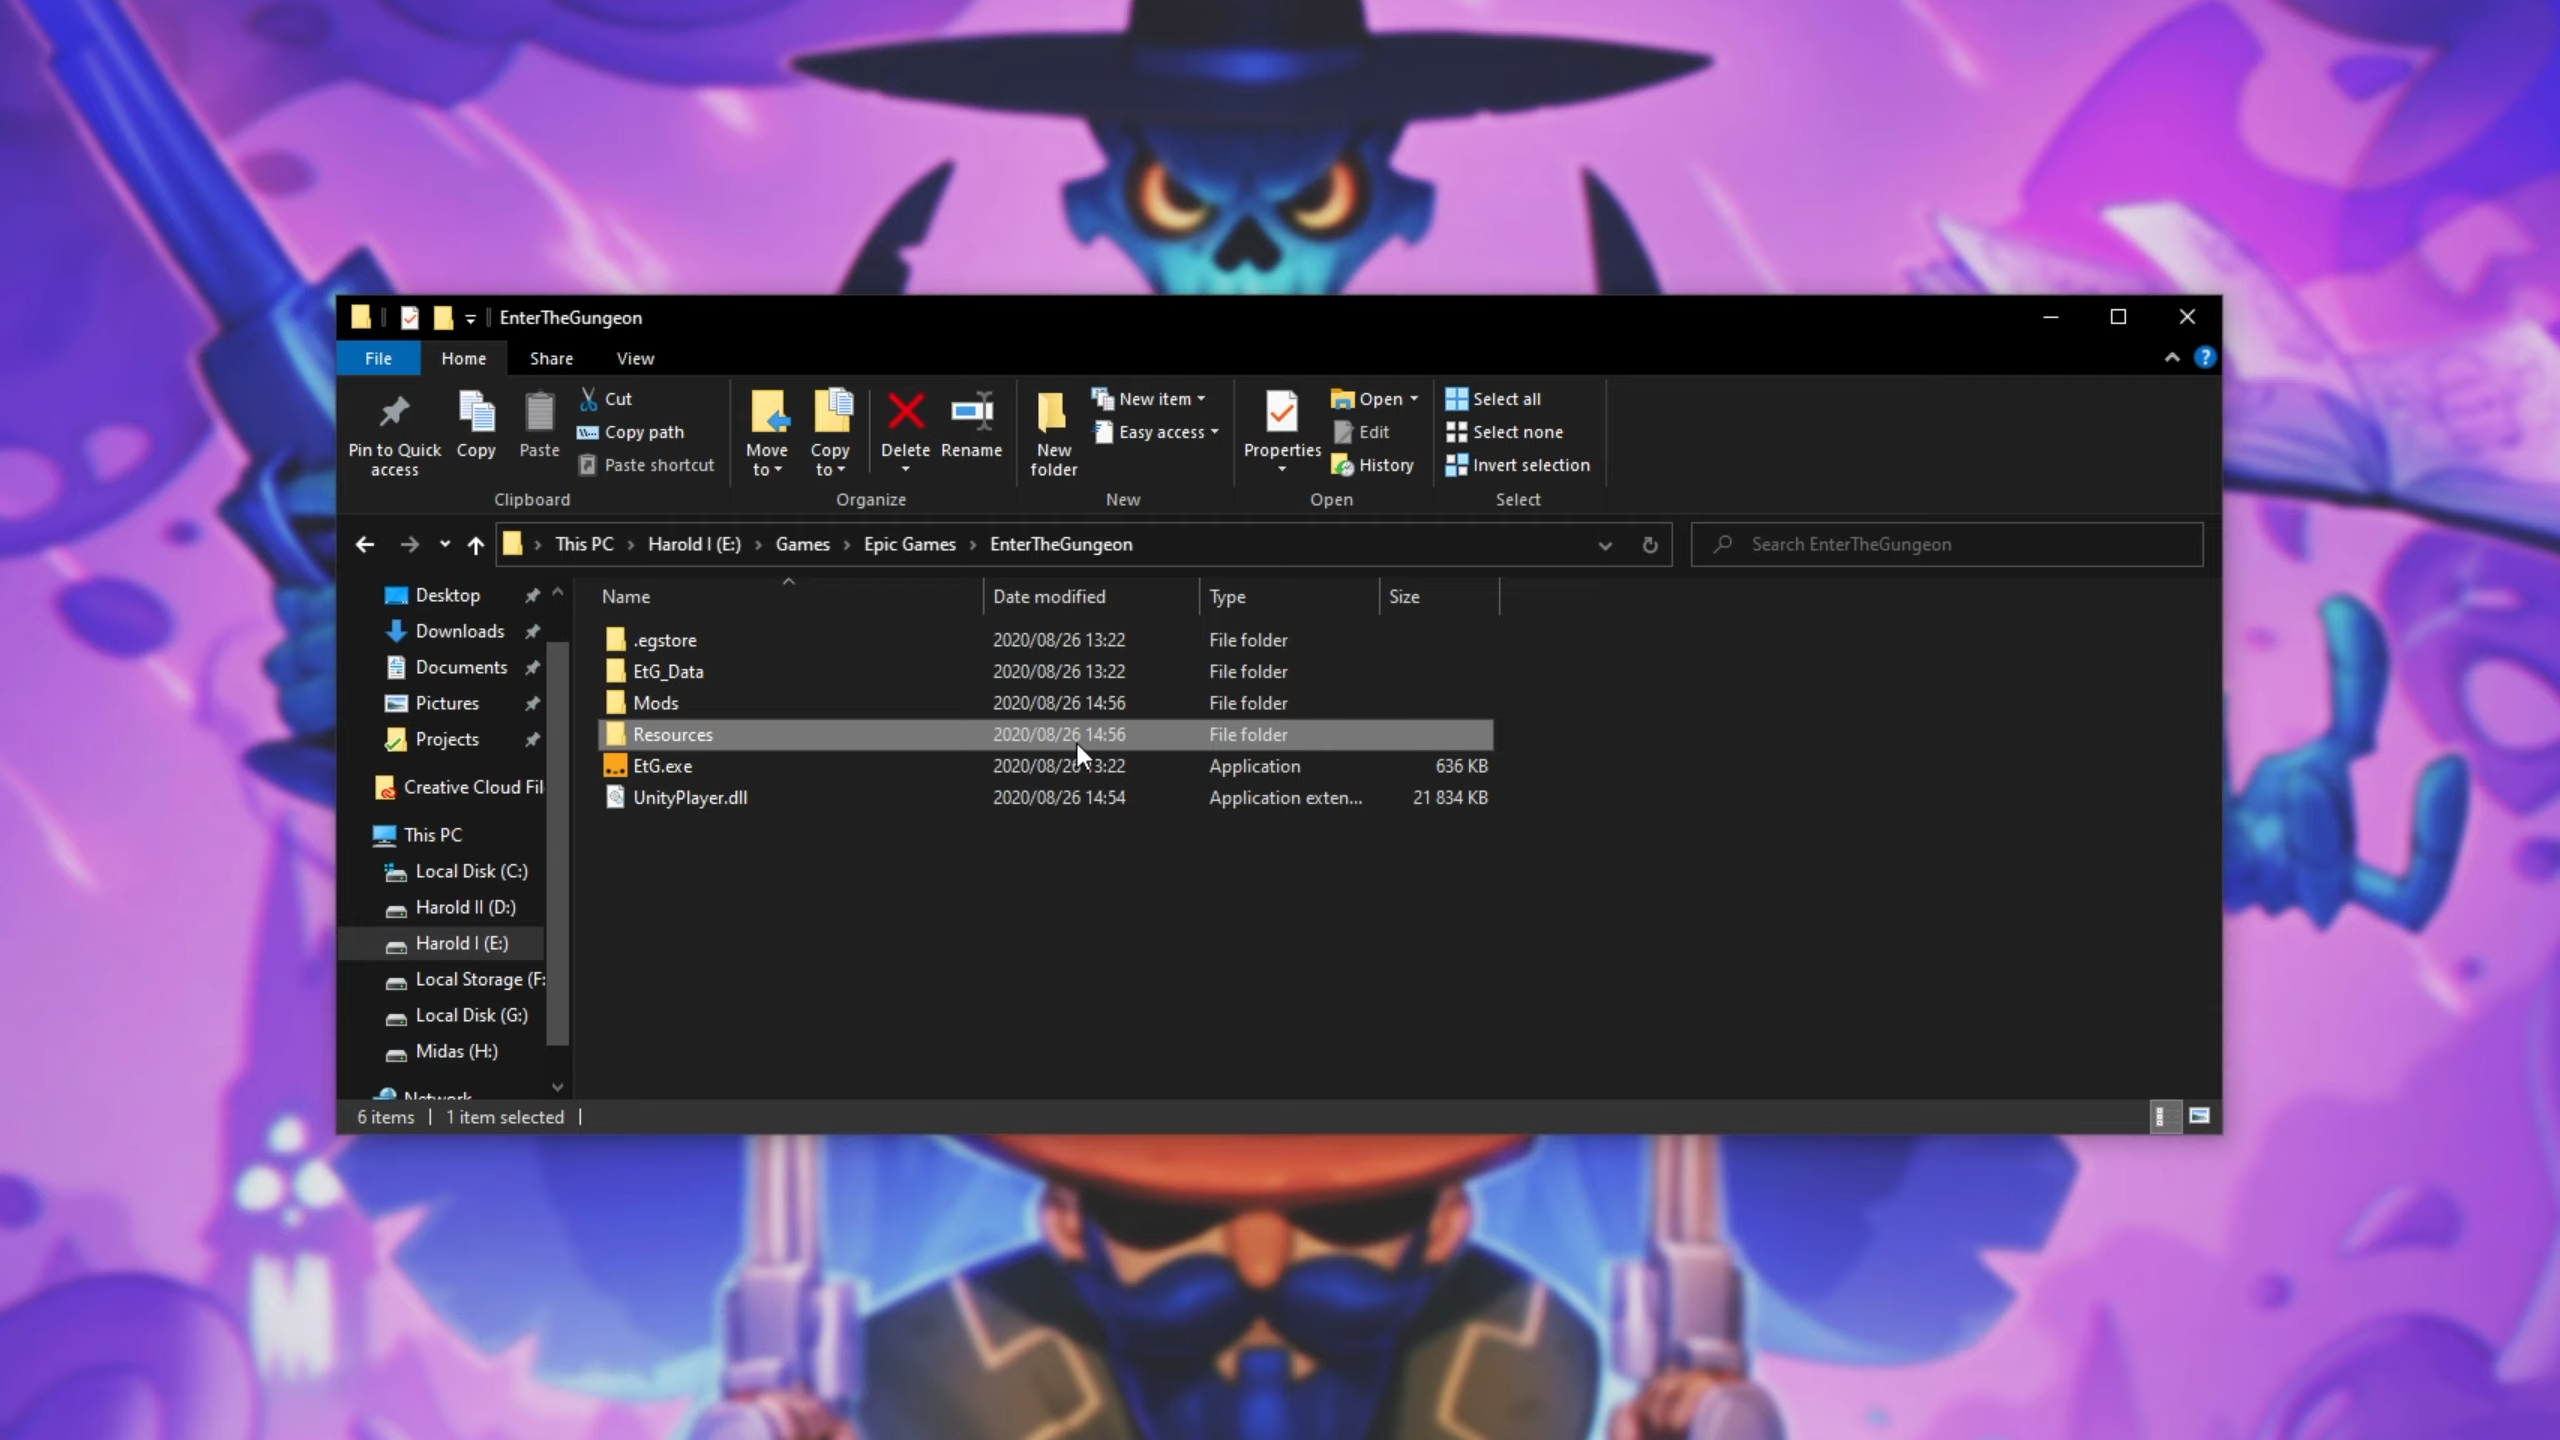 EnterTheGungeon
File Home Share View
Pin to Quick access
Copy
Paste
Cut
Copy path
Paste shortcut
Clipboard
Move to
Copy to
Delete
Rename
Organize
New folder
New item
Easy access
New
Properties
Open
Edit
History
Open
Select all
Select none
Invert selection
Select
This PC › Harold I (E:) › Games › Epic Games › EnterTheGungeon
Search EnterTheGungeon
Desktop
Downloads
Documents
Pictures
Projects
Creative Cloud Fil
This PC
Local Disk (C:)
Harold II (D:)
Harold I (E:)
Local Storage (F:
Local Disk (G:)
Midas (H:)
Network
Name Date modified Type Size
.egstore 2020/08/26 13:22 File folder
EtG_Data 2020/08/26 13:22 File folder
Mods 2020/08/26 14:56 File folder
Resources 2020/08/26 14:56 File folder
EtG.exe 2020/08/26 13:22 Application 636 KB
UnityPlayer.dll 2020/08/26 14:54 Application exten... 21 834 KB
6 items | 1 item selected |